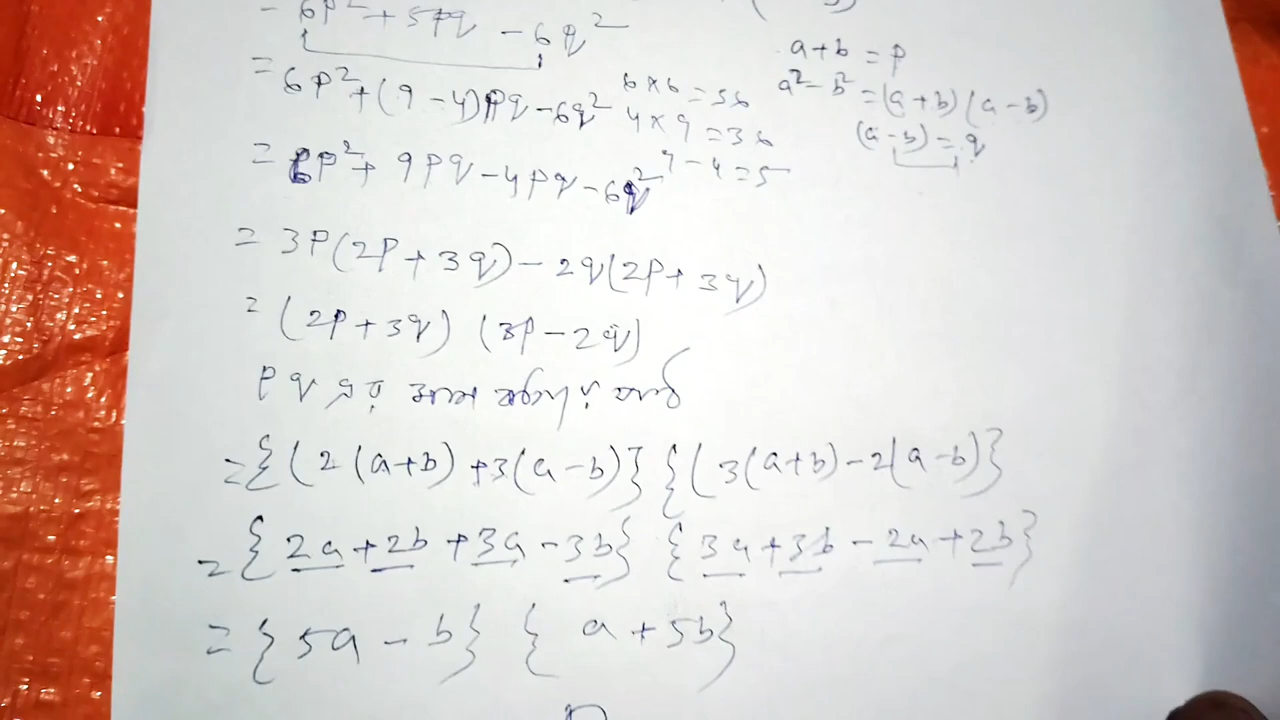 - 6p² + 5pq - 6q²
= 6p² + (9 - 4)pq - 6q²
= 6p² + 9pq - 4pq - 6q²
= 3p(2p + 3q) - 2q(2p + 3q)
= (2p + 3q) (3p - 2q)
p q এর মান বসিয়ে পাই
= {(2(a+b) + 3(a-b)} {(3(a+b) - 2(a-b)}
= {2a + 2b + 3a - 3b} {3a + 3b - 2a + 2b}
= {5a - b} {a + 5b}
6 × 6 = 36
4 × 9 = 36
9 - 4 = 5
a + b = p
a² - b² = (a + b) (a - b)
(a - b) = q